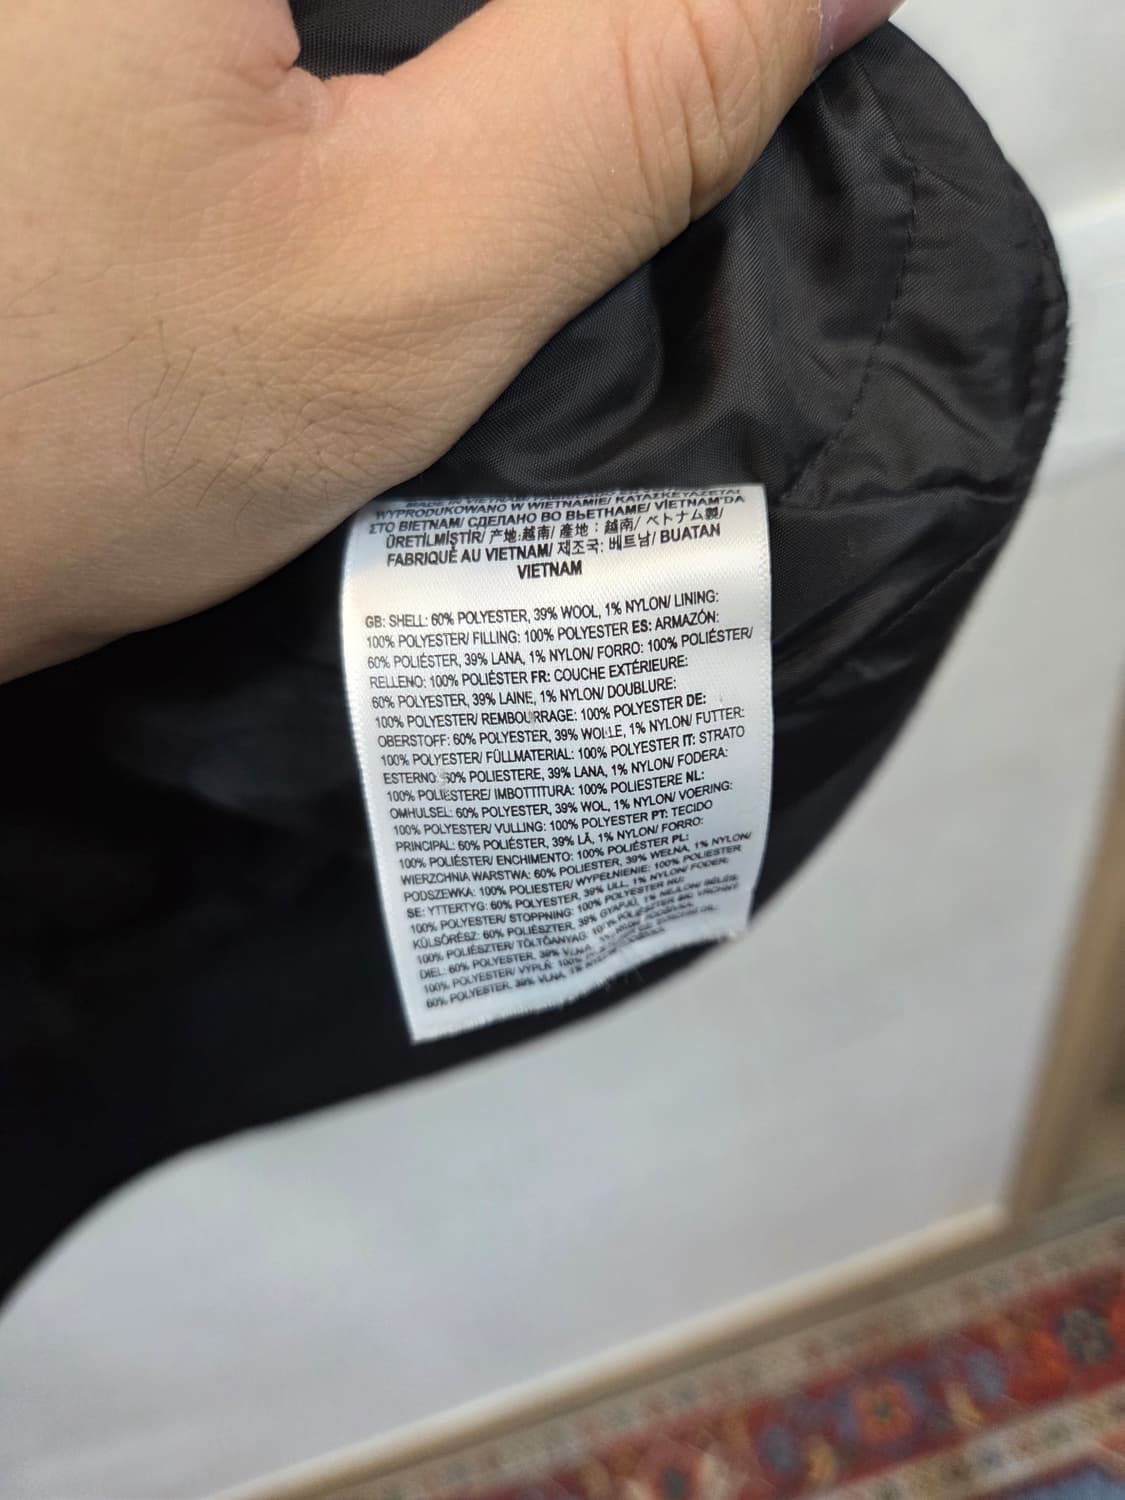 MADE IN VIETNAM/
WYPRODUKOWANO W WIETNAMIE/ ΚΑΤΑΣΚΕΥΑΖΕΤΑΙ
ΣΤΟ ΒΙΕΤΝΑΜ/ СДЕЛАНО ВО ВЬЕТНАМЕ/ VİETNAM'DA
ÜRETİLMİŞTİR/ 产地:越南/ 產地：越南/ ベトナム製/
FABRIQUÉ AU VIETNAM/ 제조국: 베트남/ BUATAN
VIETNAM
GB: SHELL: 60% POLYESTER, 39% WOOL, 1% NYLON/ LINING:
100% POLYESTER/ FILLING: 100% POLYESTER ES: ARMAZÓN:
60% POLIÉSTER, 39% LANA, 1% NYLON/ FORRO: 100% POLIÉSTER/
RELLENO: 100% POLIÉSTER FR: COUCHE EXTÉRIEURE:
60% POLYESTER, 39% LAINE, 1% NYLON/ DOUBLURE:
100% POLYESTER/ REMBOURRAGE: 100% POLYESTER DE:
OBERSTOFF: 60% POLYESTER, 39% WOLLE, 1% NYLON/ FUTTER:
100% POLYESTER/ FÜLLMATERIAL: 100% POLYESTER IT: STRATO
ESTERNO: 60% POLIESTERE, 39% LANA, 1% NYLON/ FODERA:
100% POLIESTERE/ IMBOTTITURA: 100% POLIESTERE NL:
OMHULSEL: 60% POLYESTER, 39% WOL, 1% NYLON/ VOERING:
100% POLYESTER/ VULLING: 100% POLYESTER PT: TECIDO
PRINCIPAL: 60% POLIÉSTER, 39% LÃ, 1% NYLON/ FORRO:
100% POLIÉSTER/ ENCHIMENTO: 100% POLIÉSTER PL:
WIERZCHNIA WARSTWA: 60% POLIESTER, 39% WEŁNA, 1% NYLON/
PODSZEWKA: 100% POLIESTER/ WYPEŁNIENIE: 100% POLIESTER
SE: YTTERTYG: 60% POLYESTER, 39% ULL, 1% NYLON/ FODER:
100% POLYESTER/ STOPPNING: 100% POLYESTER HU:
KÜLSŐRÉSZ: 60% POLIÉSZTER, 39% GYAPJÚ, 1% NEJLON/ BÉLÉS:
100% POLIÉSZTER/ TÖLTŐANYAG: 100% POLIÉSZTER
DIEL: 60% POLYESTER, 39% VLNA, 1%
100% POLYESTER/ VÝPLŇ: 100%
60% POLYESTER, 39% VLNA, 1%